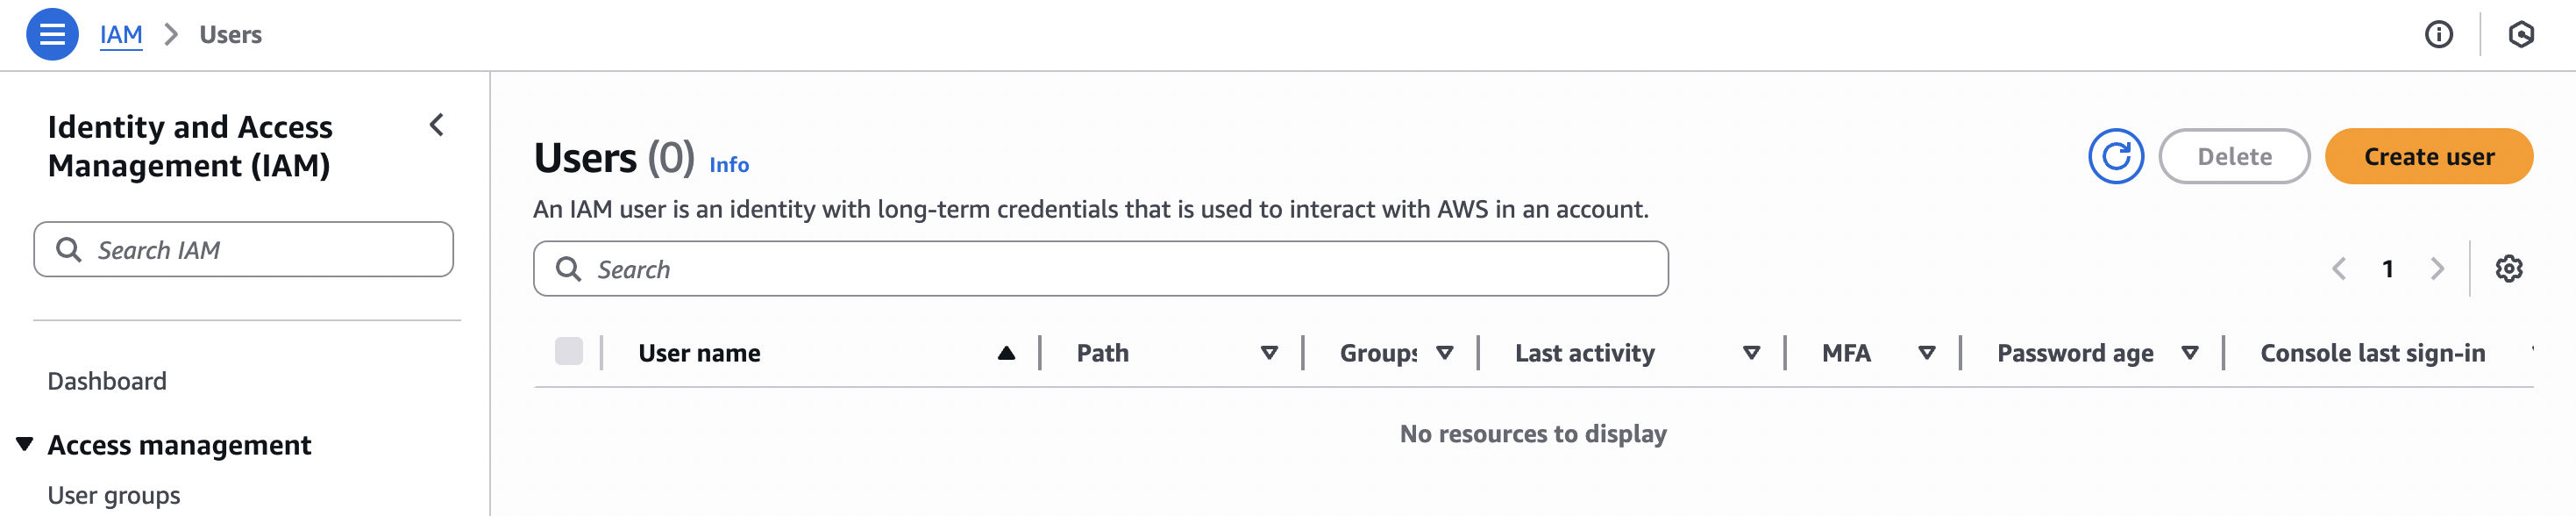 IAM > Users
Identity and Access
Management (IAM)
Search IAM
Dashboard
Access management
User groups
Users (0) Info
Delete
Create user
An IAM user is an identity with long-term credentials that is used to interact with AWS in an account.
Search
1
User name Path Groups Last activity MFA Password age Console last sign-in
No resources to display